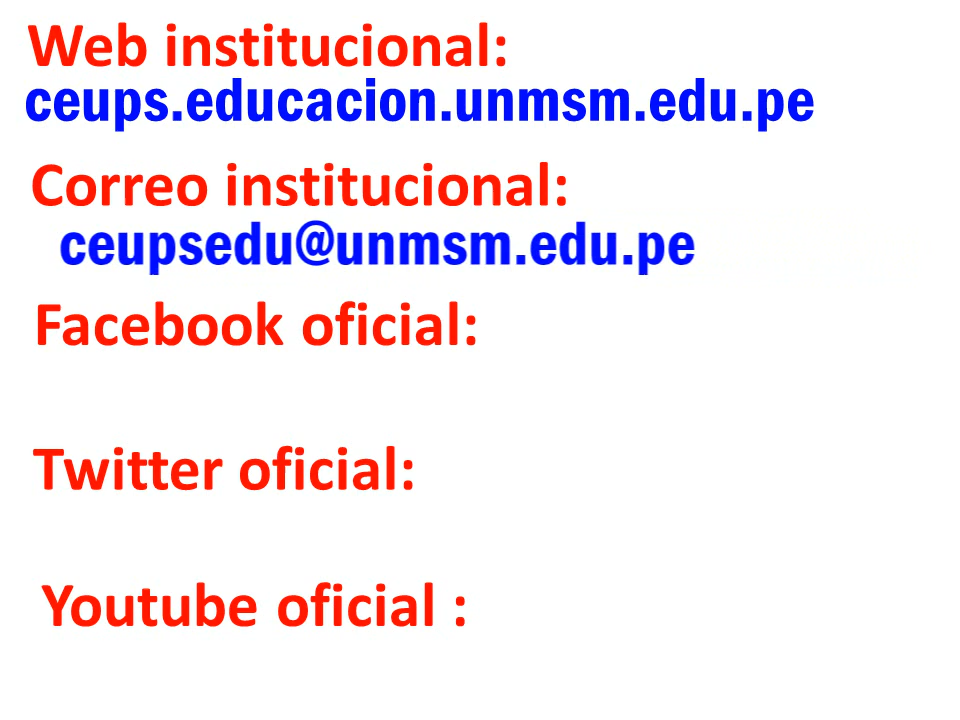 Web institucional:
ceups.educacion.unmsm.edu.pe
Correo institucional:
ceupsedu@unmsm.edu.pe
Facebook oficial:
Twitter oficial:
Youtube oficial :